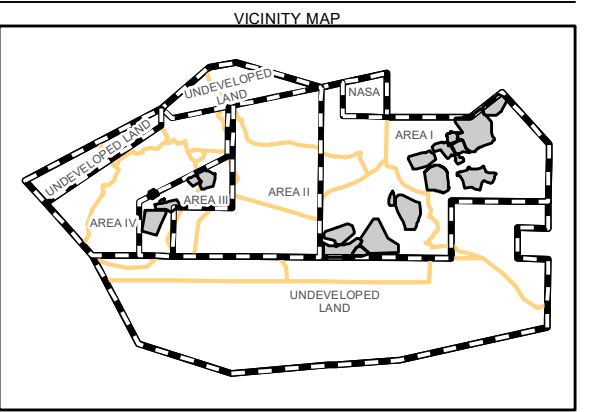 VICINITY MAP
UNDEVELOPED
LAND
NASA
UNDEVELOPED LAND
AREA I
AREA II
AREA III
AREA IV
UNDEVELOPED
LAND